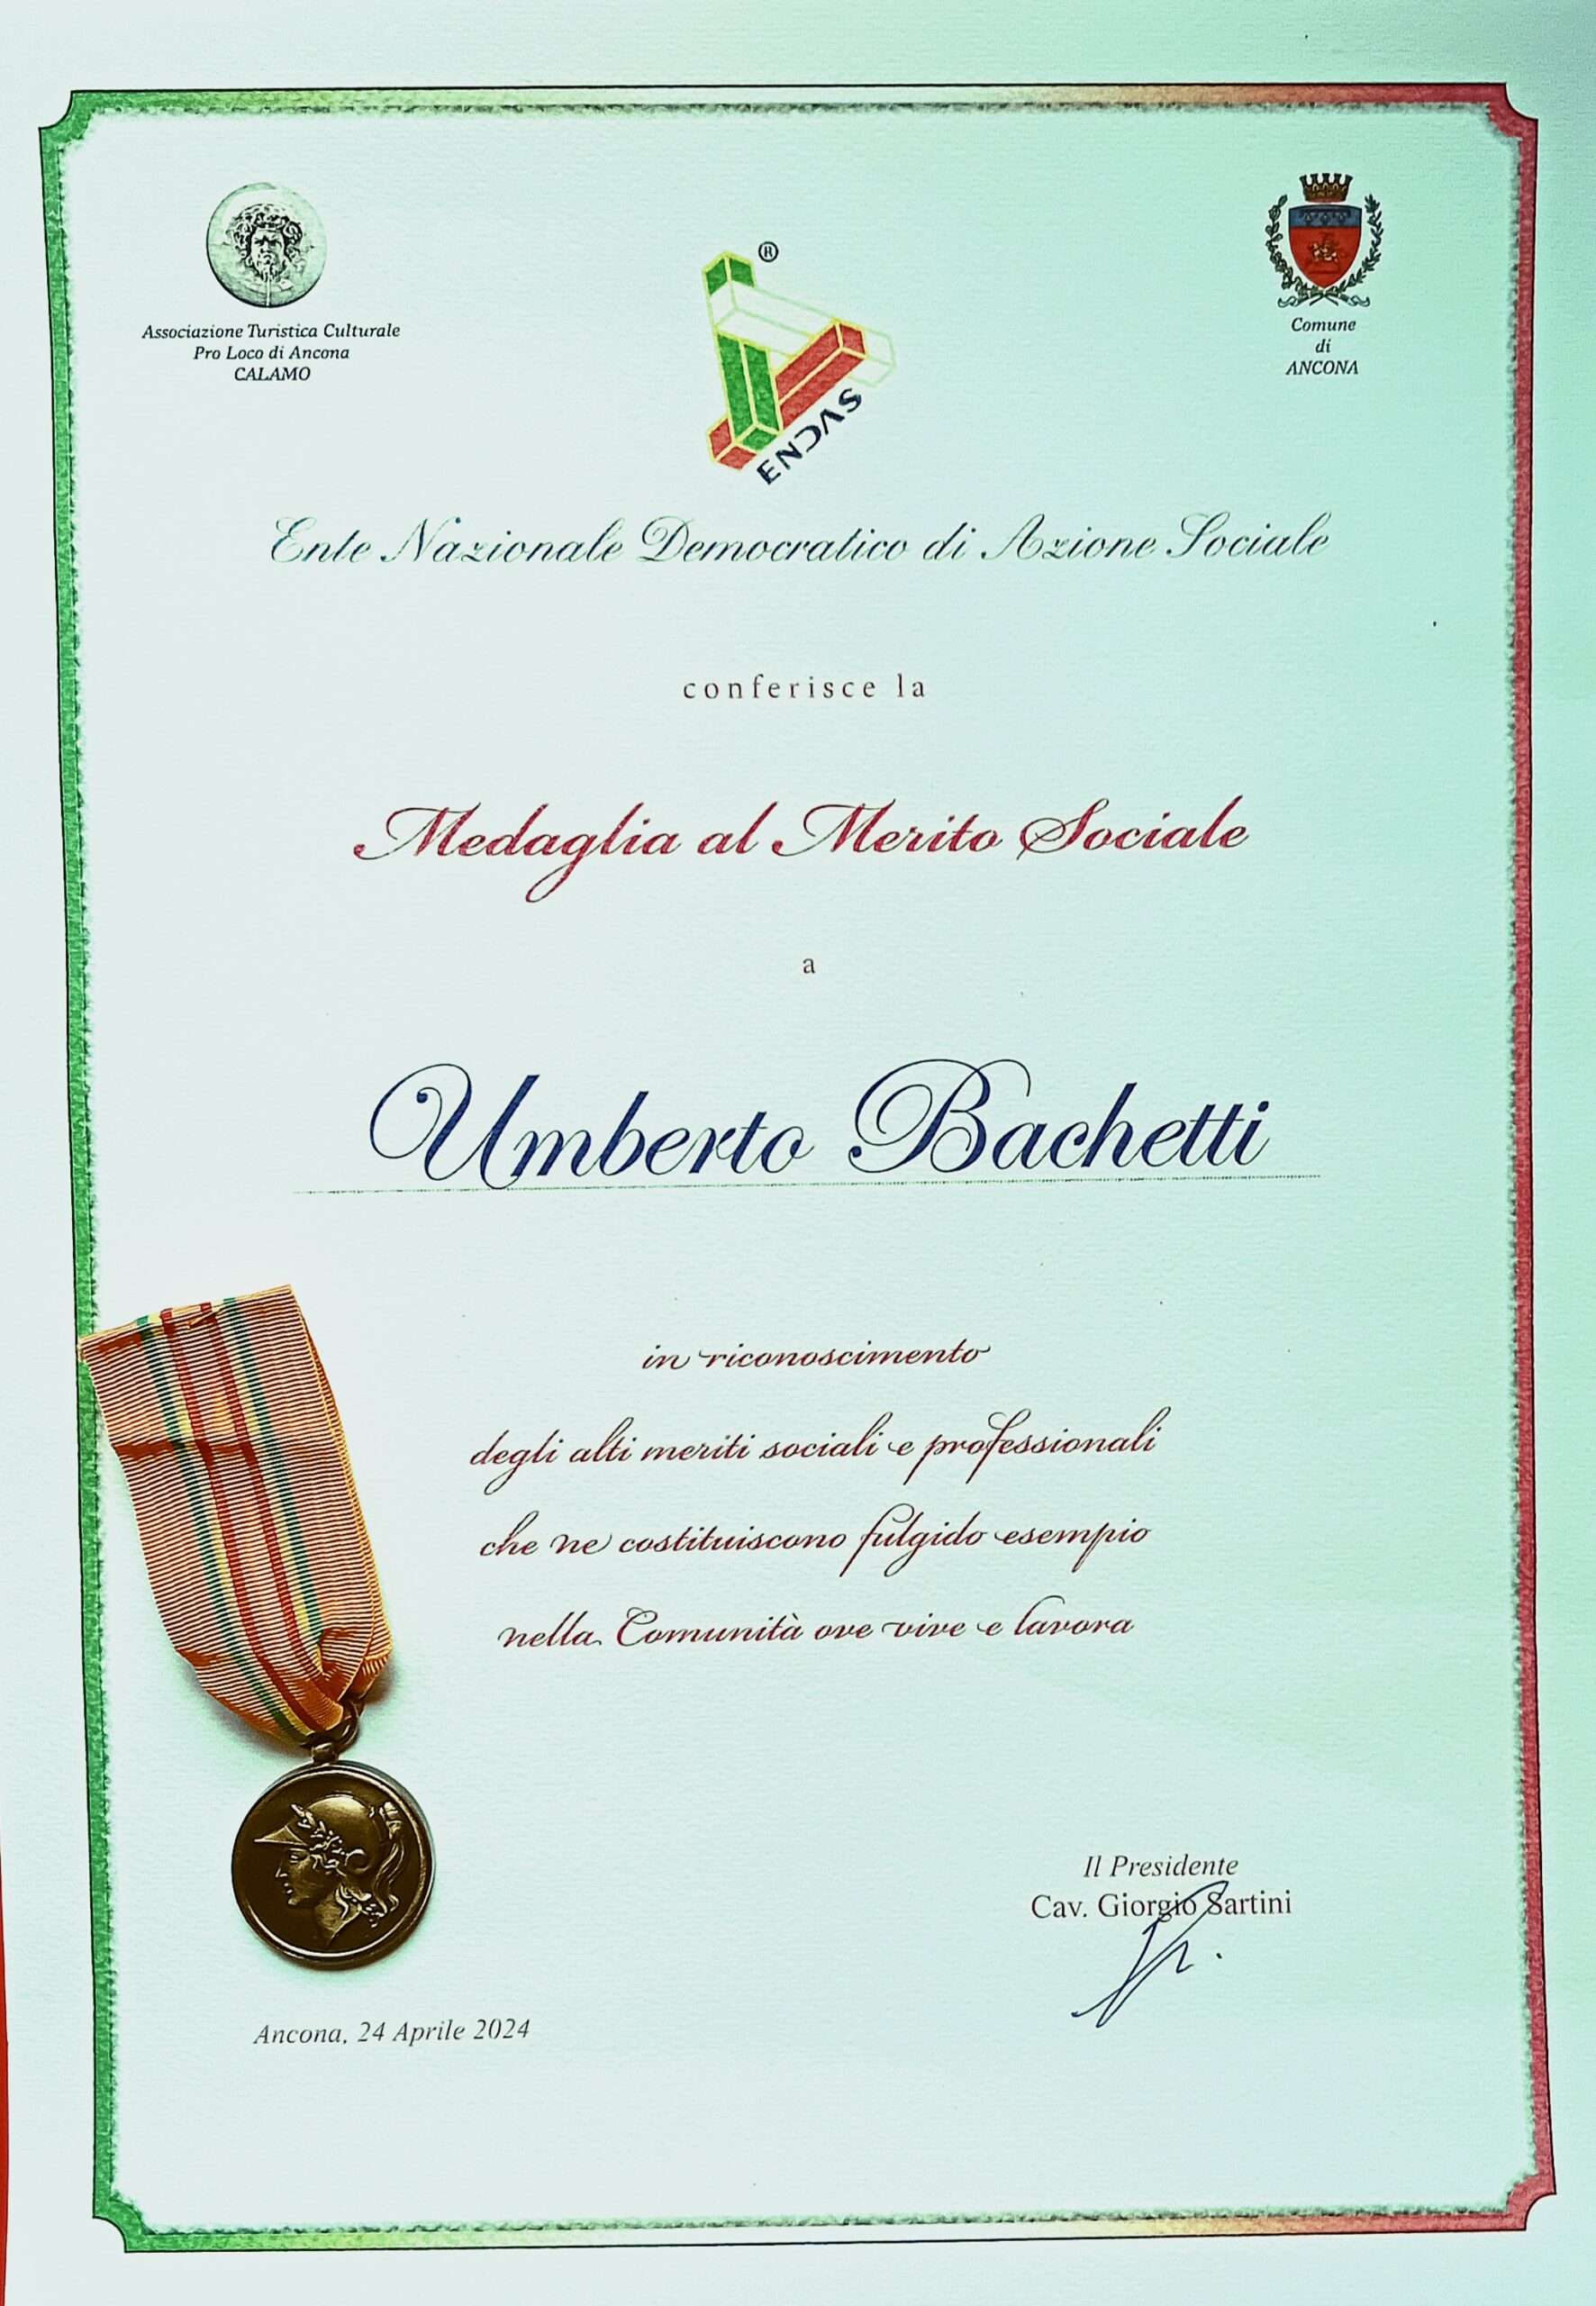 Associazione Turistica Culturale
Pro Loco di Ancona
CALAMO
®
ENDAS
Comune
di
ANCONA
Ente Nazionale Democratico di Azione Sociale
conferisce la
Medaglia al Merito Sociale
a
Umberto Bachetti
in riconoscimento
degli alti meriti sociali e professionali
che ne costituiscono fulgido esempio
nella Comunità ove vive e lavora
Il Presidente
Cav. Giorgio Sartini
Ancona, 24 Aprile 2024